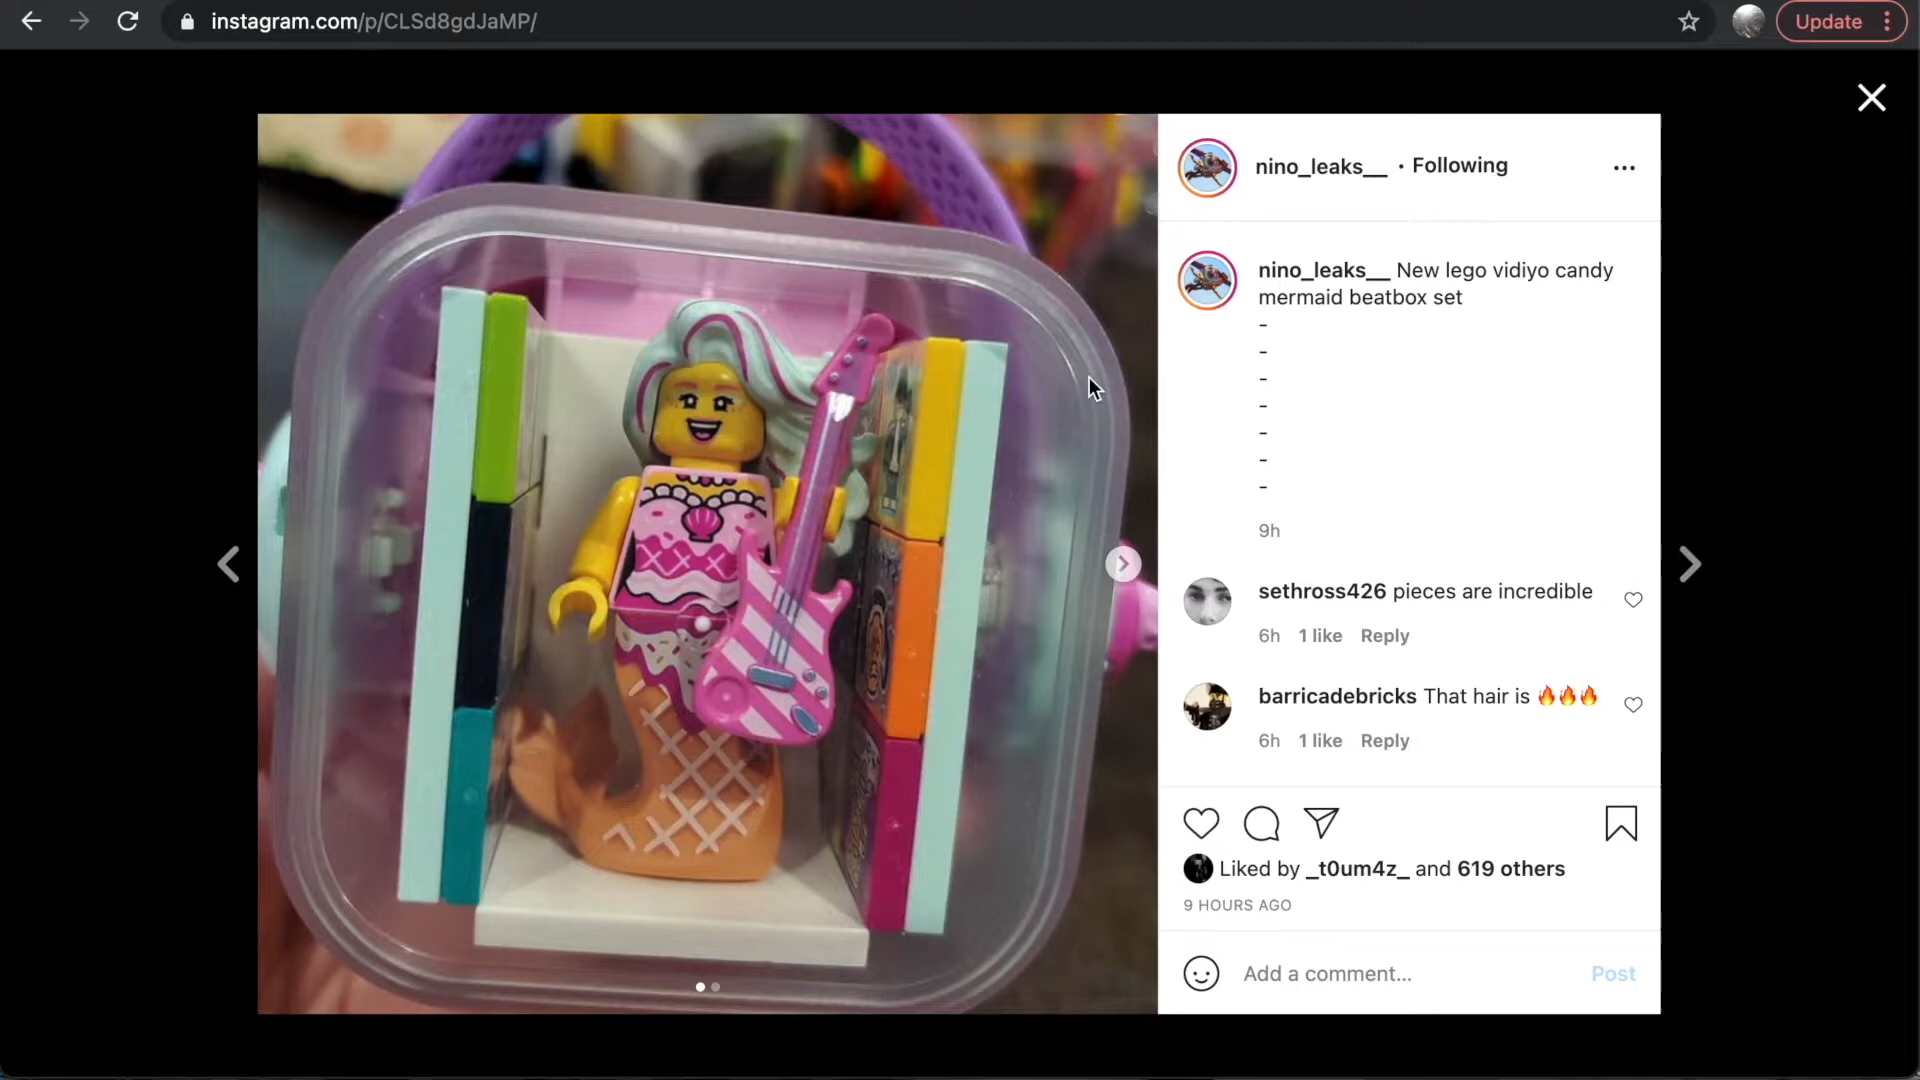 instagram.com/p/CLSd8gdJaMP/
Update
nino_leaks__ • Following
nino_leaks__ New lego vidiyo candy
mermaid beatbox set
-
-
-
-
-
-
-
9h
sethross426 pieces are incredible
6h 1 like Reply
barricadebricks That hair is 🔥🔥🔥
6h 1 like Reply
Liked by _t0um4z_ and 619 others
9 HOURS AGO
Add a comment...
Post